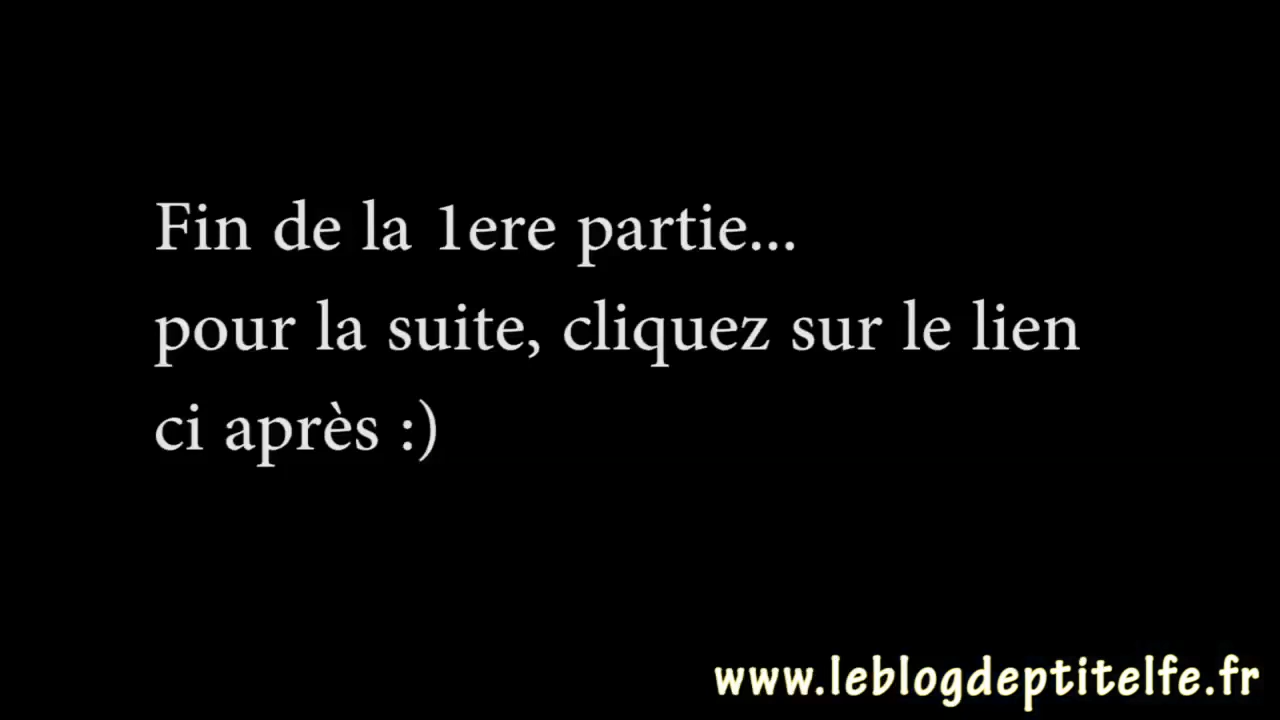 Fin de la 1ere partie...
pour la suite, cliquez sur le lien
ci après :)
www.leblogdeptitelfe.fr